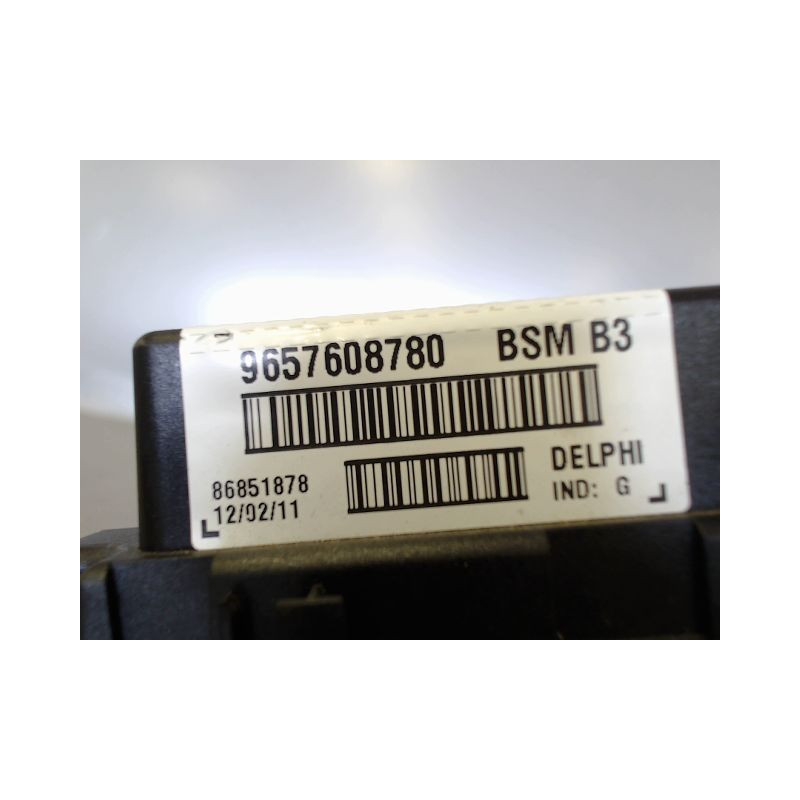 9657608780 BSM B3
DELPHI
86851878
12/02/11
IND: G